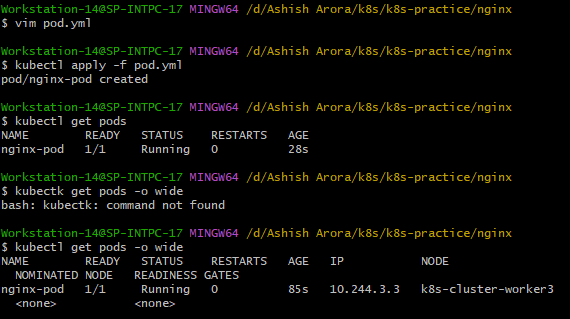 Workstation-14@SP-INTPC-17 MINGW64 /d/Ashish Arora/k8s/k8s-practice/nginx
$ vim pod.yml
Workstation-14@SP-INTPC-17 MINGW64 /d/Ashish Arora/k8s/k8s-practice/nginx
$ kubectl apply -f pod.yml
pod/nginx-pod created
Workstation-14@SP-INTPC-17 MINGW64 /d/Ashish Arora/k8s/k8s-practice/nginx
$ kubectl get pods
NAME READY STATUS RESTARTS AGE
nginx-pod 1/1 Running 0 28s
Workstation-14@SP-INTPC-17 MINGW64 /d/Ashish Arora/k8s/k8s-practice/nginx
$ kubectk get pods -o wide
bash: kubectk: command not found
Workstation-14@SP-INTPC-17 MINGW64 /d/Ashish Arora/k8s/k8s-practice/nginx
$ kubectl get pods -o wide
NAME READY STATUS RESTARTS AGE IP NODE
NOMINATED NODE READINESS GATES
nginx-pod 1/1 Running 0 85s 10.244.3.3 k8s-cluster-worker3
<none> <none>